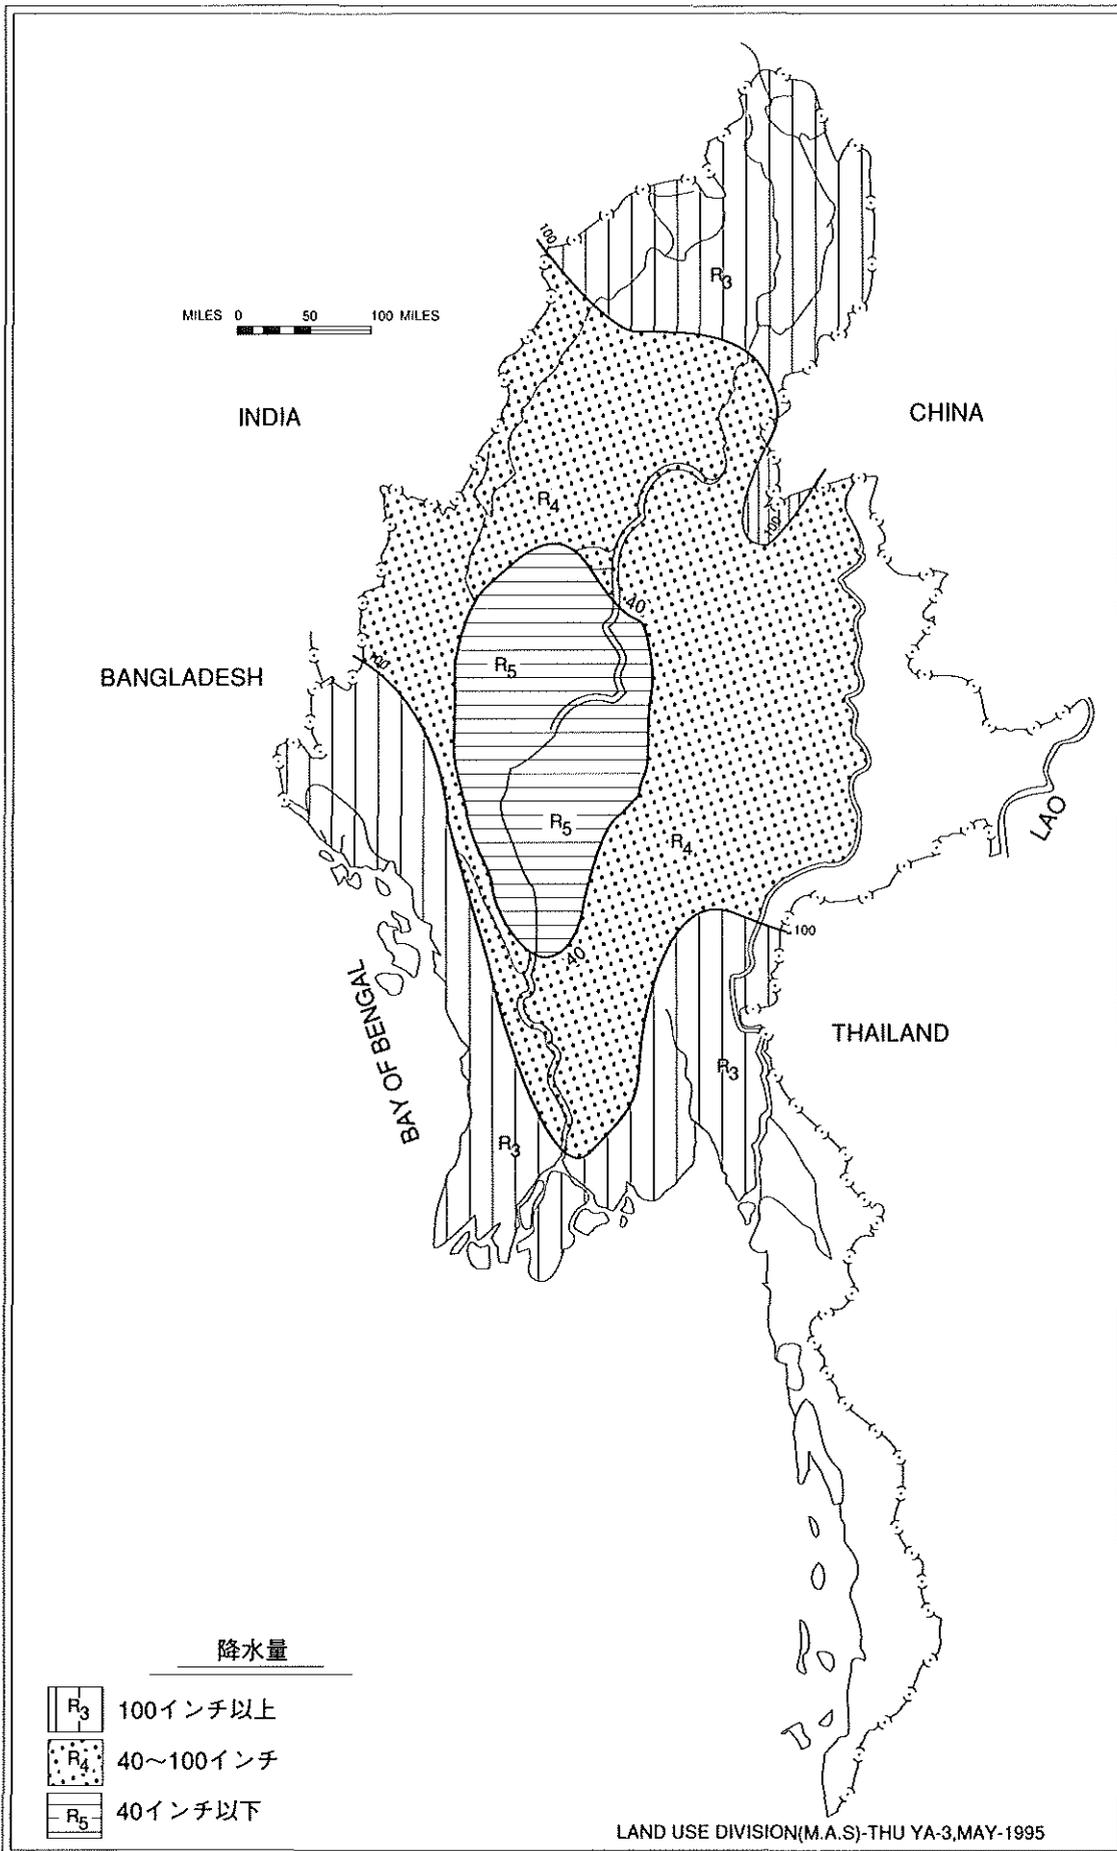 100
R3
MILES 0 50 100 MILES
INDIA
CHINA
R4
100
40
100
BANGLADESH
R5
R5
R4
LAO
100
40
BAY OF BENGAL
THAILAND
R3
R3
降水量
R3 100インチ以上
R4 40～100インチ
R5 40インチ以下
LAND USE DIVISION(M.A.S)-THU YA-3,MAY-1995